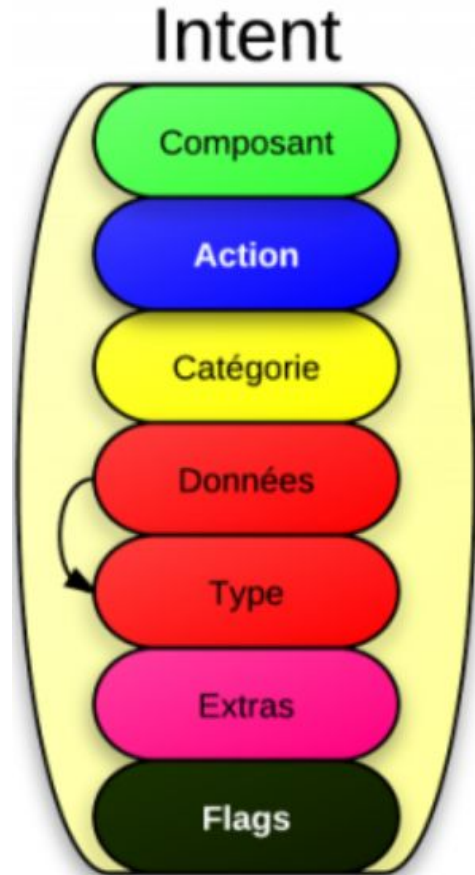 Intent
Composant
Action
Catégorie
Données
Type
Extras
Flags